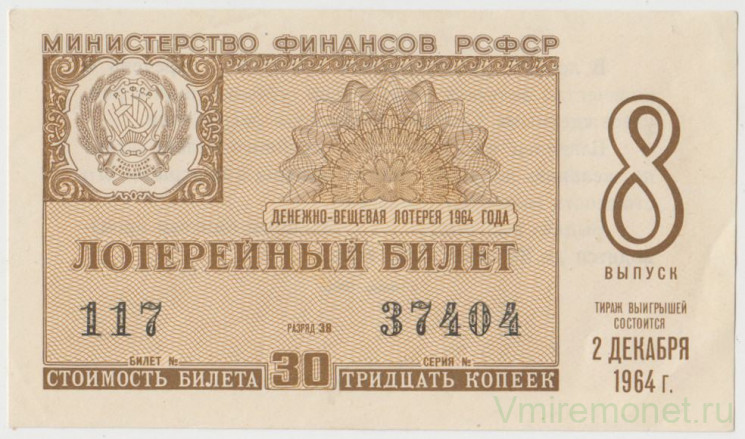 МИНИСТЕРСТВО ФИНАНСОВ РСФСР
Р.С.Ф.С.Р.
ДЕНЕЖНО-ВЕЩЕВАЯ ЛОТЕРЕЯ 1964 ГОДА
ЛОТЕРЕЙНЫЙ БИЛЕТ
117 РАЗРЯД 38 37404
БИЛЕТ № СЕРИЯ №
СТОИМОСТЬ БИЛЕТА 30 ТРИДЦАТЬ КОПЕЕК
8
ВЫПУСК
ТИРАЖ ВЫИГРЫШЕЙ
СОСТОИТСЯ
2 ДЕКАБРЯ
1964 г.
Vmiremonet.ru